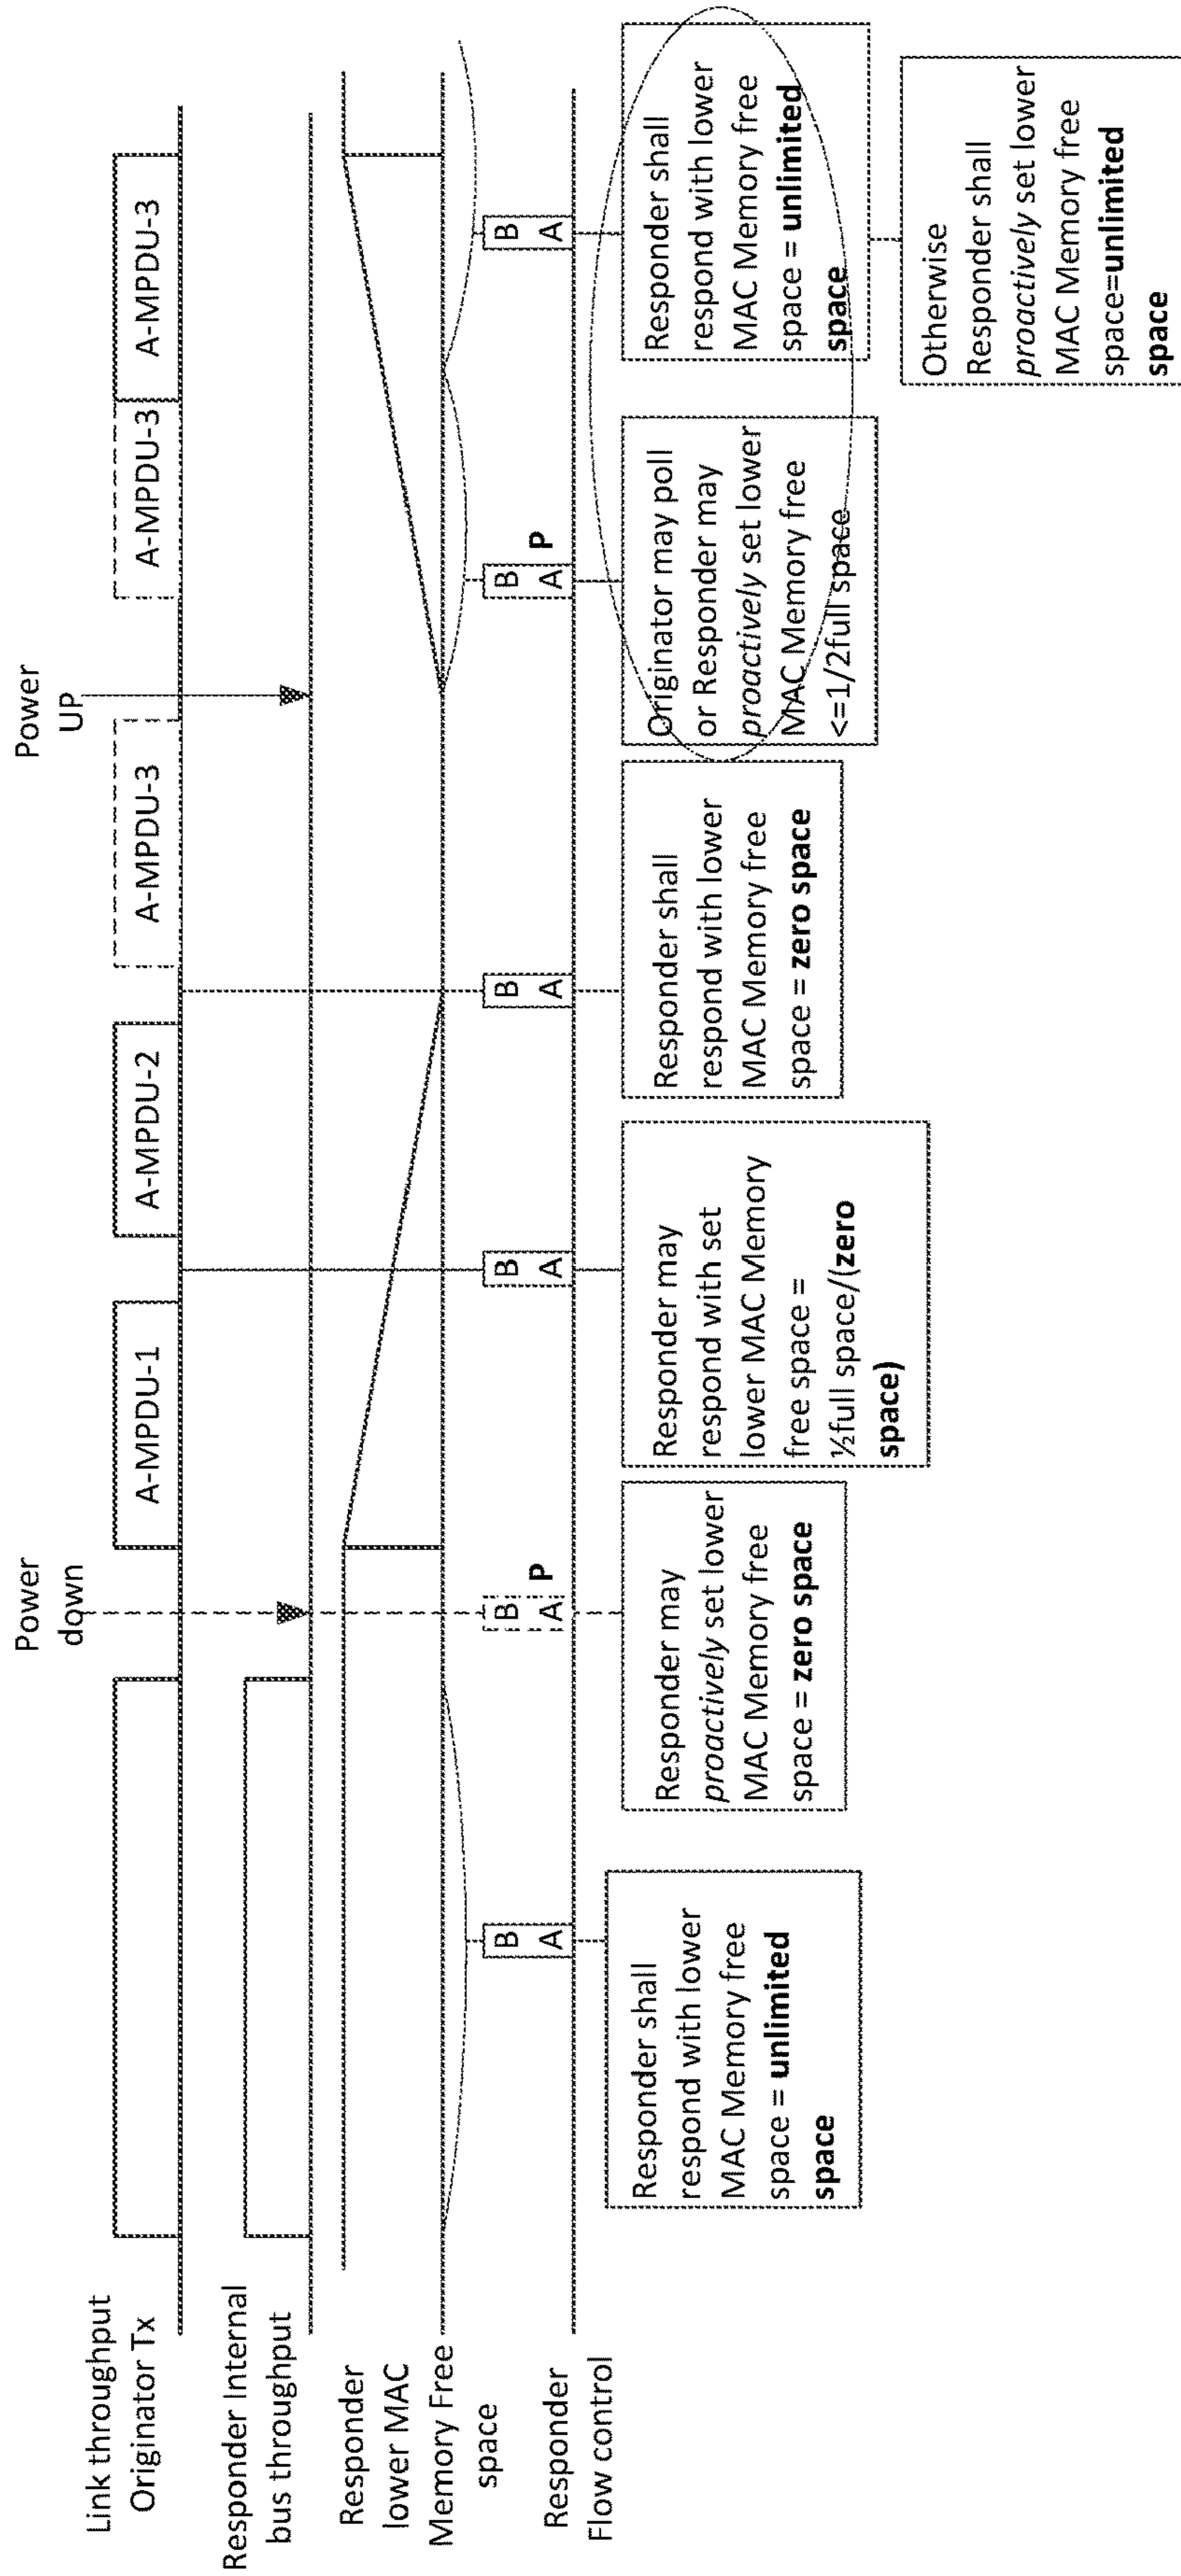 Link throughput
Originator Tx
Power
down
A-MPDU-1
A-MPDU-2
A-MPDU-3
Power
UP
A-MPDU-3
A-MPDU-3
Responder Internal
bus throughput
Responder
lower MAC
Memory Free
space
Responder
Flow control
B
A
B
A
P
B
A
B
A
B
A
P
B
A
Responder shall
respond with lower
MAC Memory free
space = unlimited
space
Responder may
proactively set lower
MAC Memory free
space = zero space
Responder may
respond with set
lower MAC Memory
free space =
½full space/(zero
space)
Responder shall
respond with lower
MAC Memory free
space = zero space
Originator may poll
or Responder may
proactively set lower
MAC Memory free
<=1/2full space
Responder shall
respond with lower
MAC Memory free
space = unlimited
space
Otherwise
Responder shall
proactively set lower
MAC Memory free
space=unlimited
space